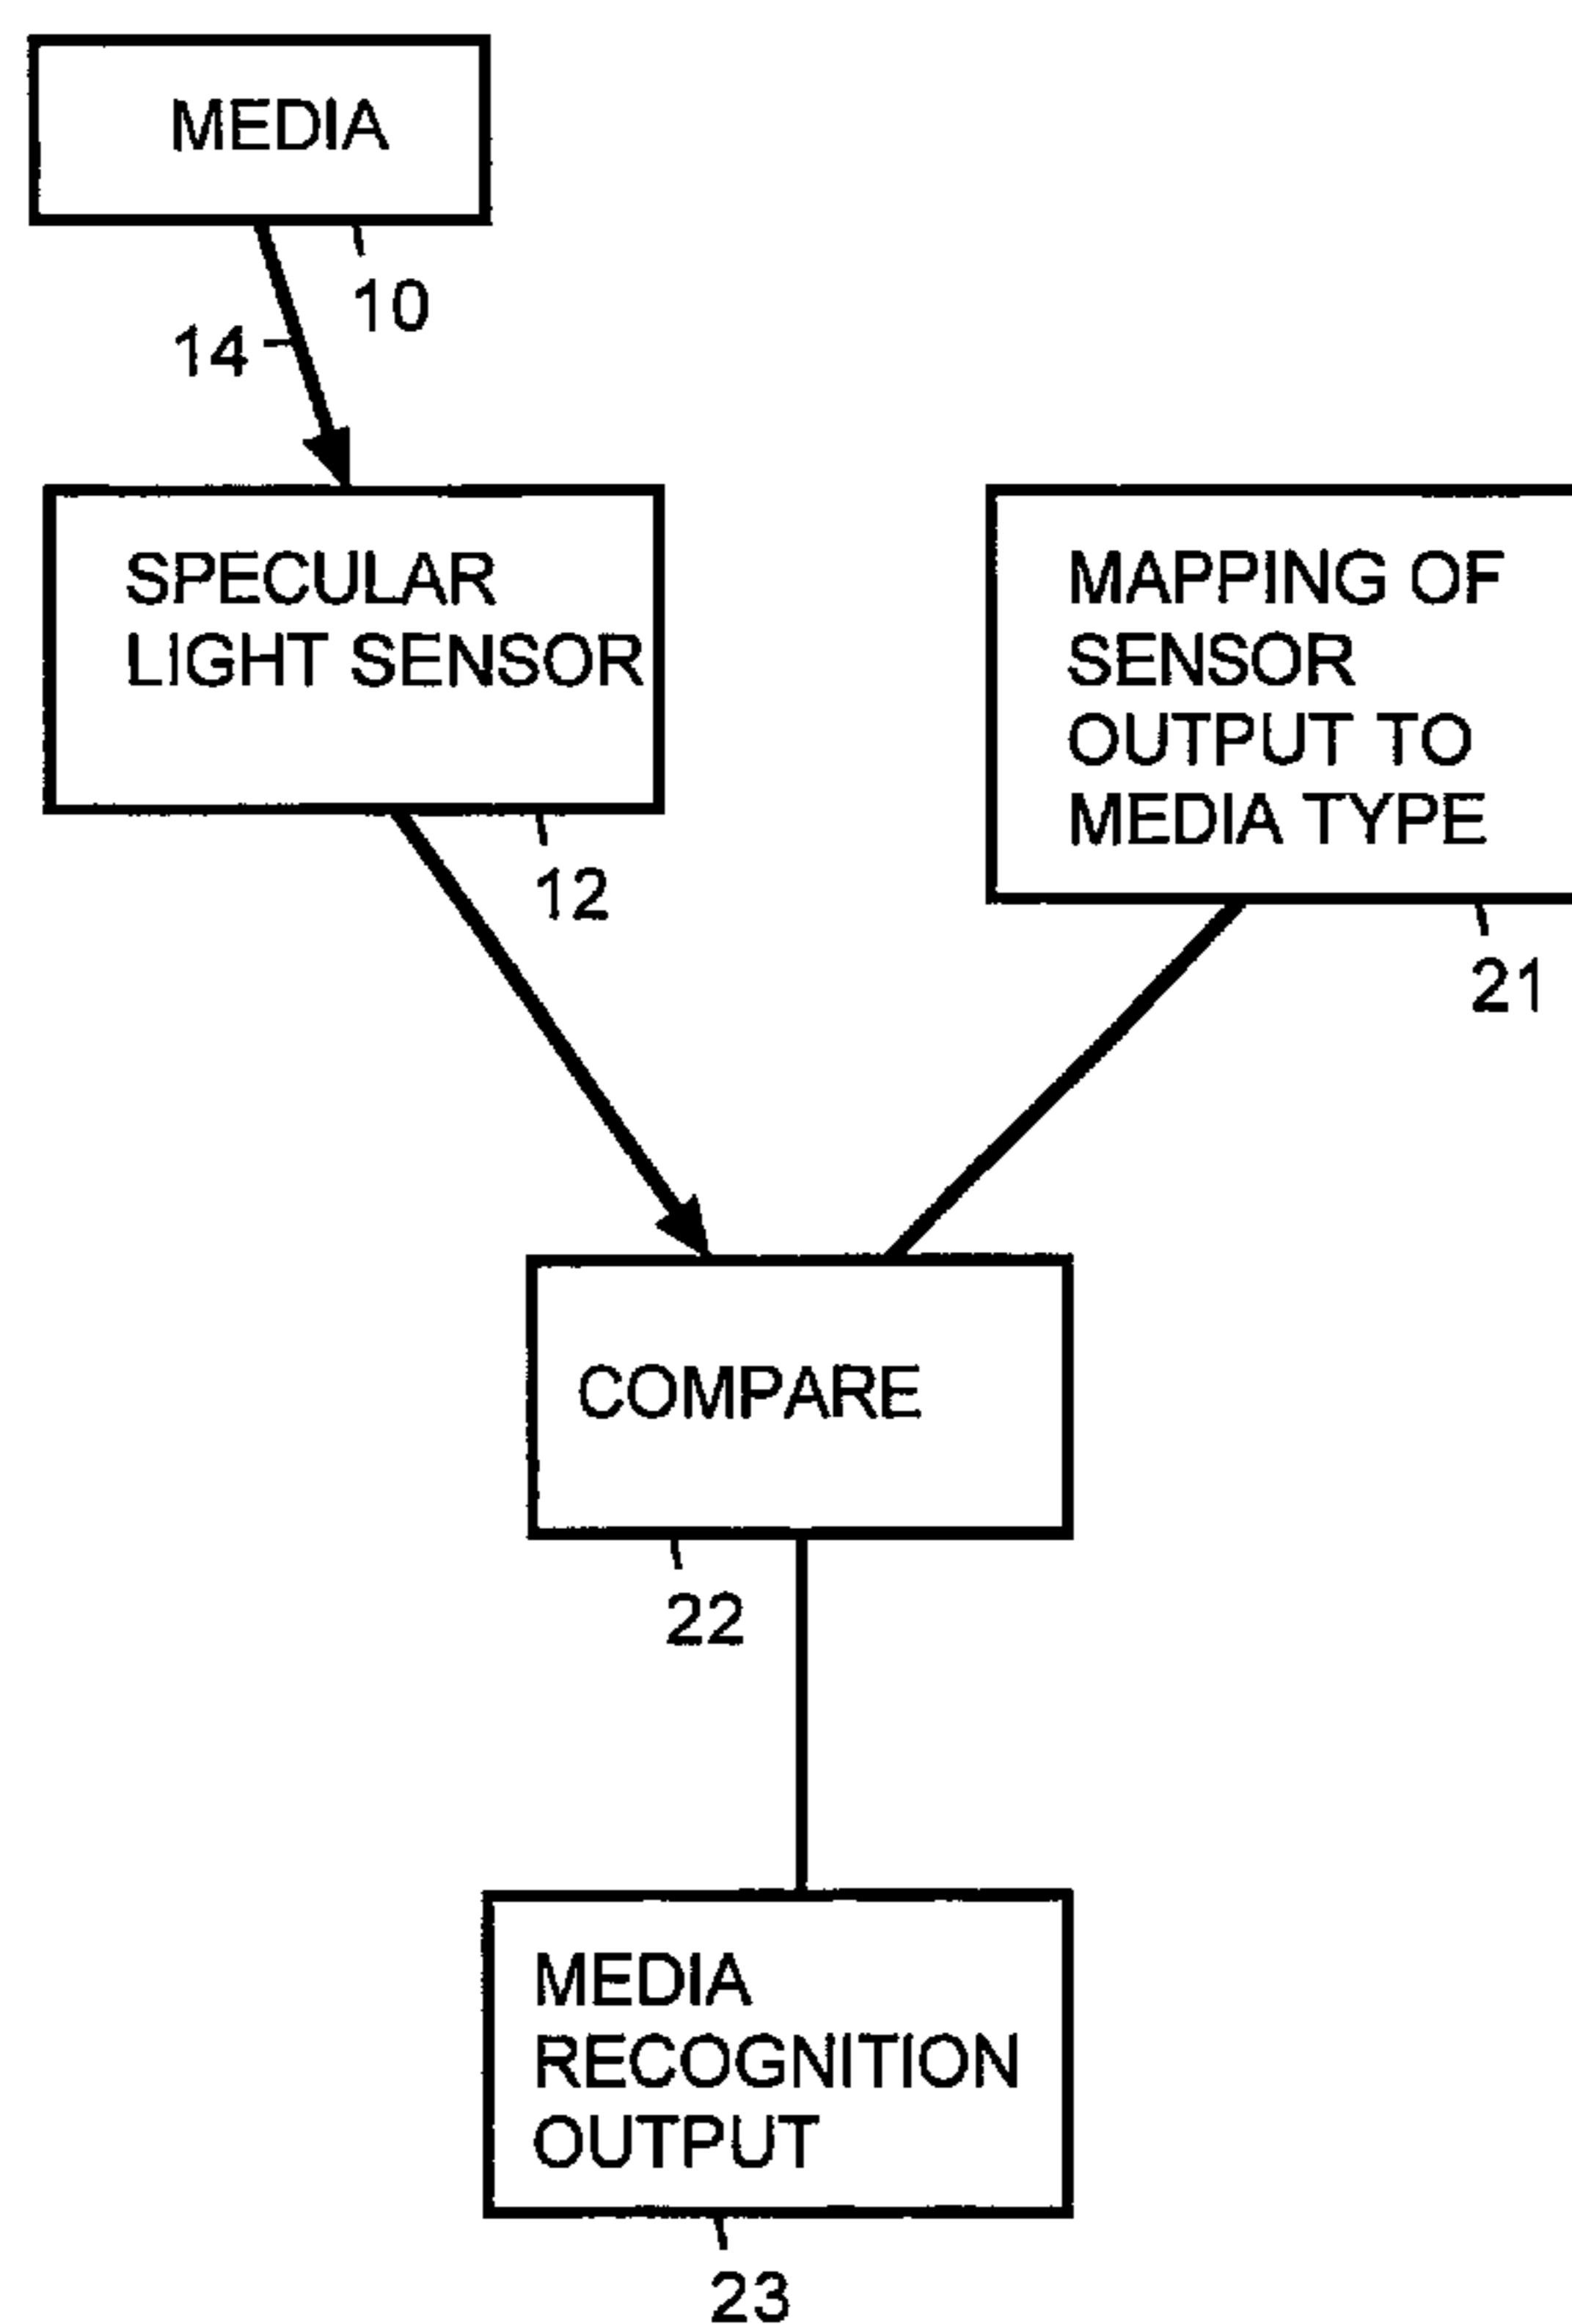 MEDIA
10
14
SPECULAR
LIGHT SENSOR
12
MAPPING OF
SENSOR
OUTPUT TO
MEDIA TYPE
21
COMPARE
22
MEDIA
RECOGNITION
OUTPUT
23